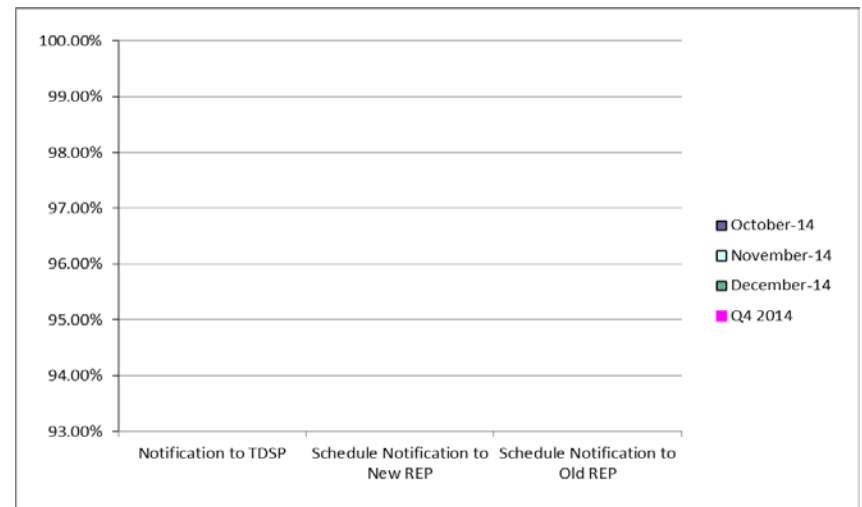 100.00%
99.00%
98.00%
97.00%
96.00%
95.00%
94.00%
93.00%
Notification to TDSP
Schedule Notification to
New REP
Schedule Notification to
Old REP
October-14
November-14
December-14
Q4 2014